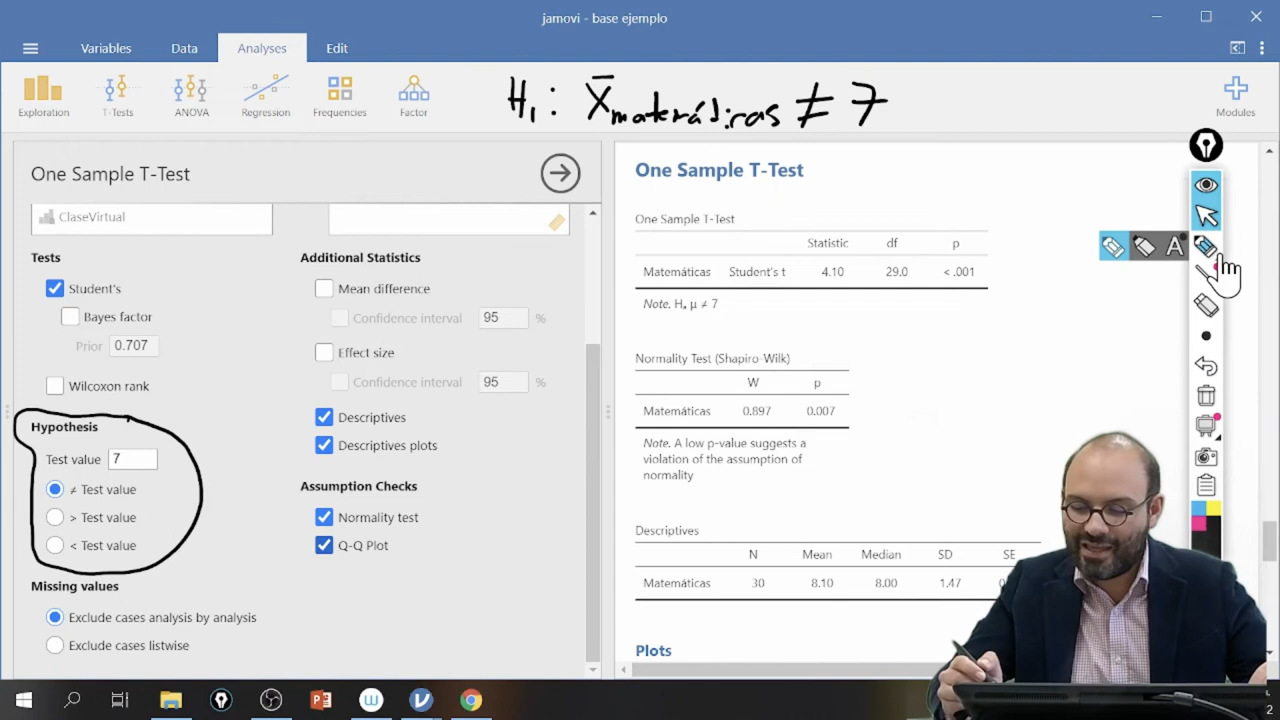 jamovi - base ejemplo
Variables Data Analyses Edit
Exploration T-Tests ANOVA Regression Frequencies Factor Modules
H₁: X̄ matemáticas ≠ 7
One Sample T-Test
ClaseVirtual
Tests
Student's
Bayes factor
Prior 0.707
Wilcoxon rank
Hypothesis
Test value 7
≠ Test value
> Test value
< Test value
Missing values
Exclude cases analysis by analysis
Exclude cases listwise
Additional Statistics
Mean difference
Confidence interval 95 %
Effect size
Confidence interval 95 %
Descriptives
Descriptives plots
Assumption Checks
Normality test
Q-Q Plot
One Sample T-Test
One Sample T-Test
Statistic df p
Matemáticas Student's t 4.10 29.0 < .001
Note. Hₐ μ ≠ 7
Normality Test (Shapiro-Wilk)
W p
Matemáticas 0.897 0.007
Note. A low p-value suggests a
violation of the assumption of
normality
Descriptives
N Mean Median SD SE
Matemáticas 30 8.10 8.00 1.47
Plots
A